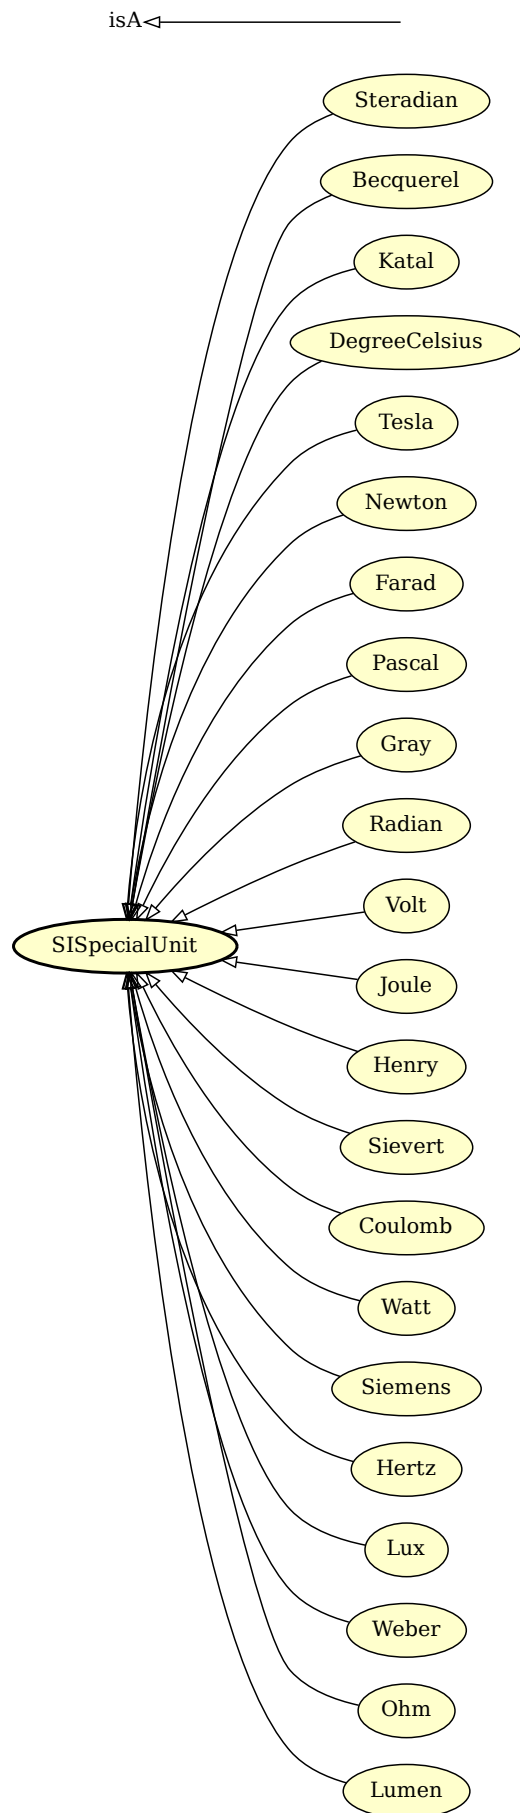 isA
Steradian
Becquerel
Katal
DegreeCelsius
Tesla
Newton
Farad
Pascal
Gray
Radian
Volt
SISpecialUnit
Joule
Henry
Sievert
Coulomb
Watt
Siemens
Hertz
Lux
Weber
Ohm
Lumen